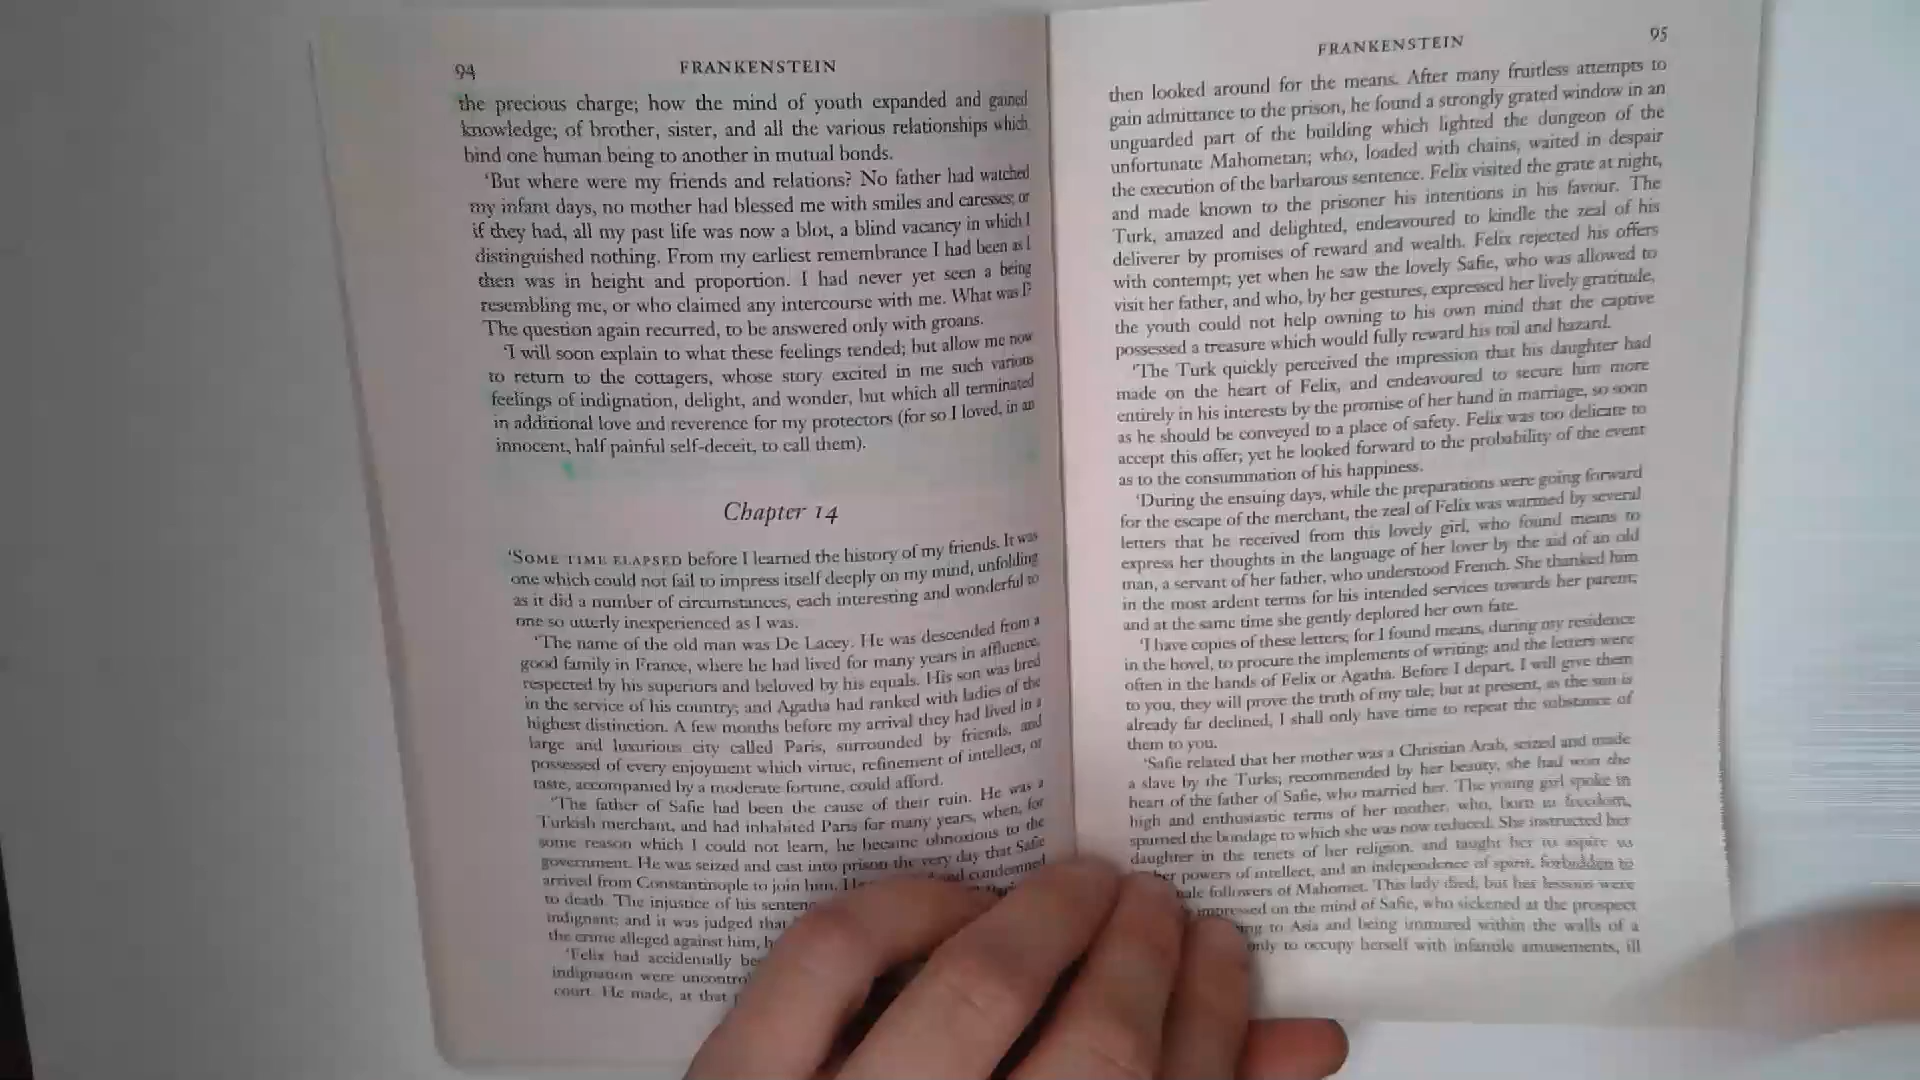 94
FRANKENSTEIN
the precious charge; how the mind of youth expanded and gained
knowledge; of brother, sister, and all the various relationships which
bind one human being to another in mutual bonds.
'But where were my friends and relations? No father had watched
my infant days, no mother had blessed me with smiles and caresses; or
if they had, all my past life was now a blot, a blind vacancy in which I
distinguished nothing. From my earliest remembrance I had been as I
then was in height and proportion. I had never yet seen a being
resembling me, or who claimed any intercourse with me. What was I?
The question again recurred, to be answered only with groans.
'I will soon explain to what these feelings tended; but allow me now
to return to the cottagers, whose story excited in me such various
feelings of indignation, delight, and wonder, but which all terminated
in additional love and reverence for my protectors (for so I loved, in an
innocent, half painful self-deceit, to call them).
Chapter 14
'SOME TIME ELAPSED before I learned the history of my friends. It was
one which could not fail to impress itself deeply on my mind, unfolding
as it did a number of circumstances, each interesting and wonderful to
one so utterly inexperienced as I was.
'The name of the old man was De Lacey. He was descended from a
good family in France, where he had lived for many years in affluence,
respected by his superiors and beloved by his equals. His son was bred
in the service of his country; and Agatha had ranked with ladies of the
highest distinction. A few months before my arrival they had lived in a
large and luxurious city called Paris, surrounded by friends, and
possessed of every enjoyment which virtue, refinement of intellect, or
taste, accompanied by a moderate fortune, could afford.
'The father of Safie had been the cause of their ruin. He was a
Turkish merchant, and had inhabited Paris for many years, when, for
some reason which I could not learn, he became obnoxious to the
government. He was seized and cast into prison the very day that Safie
arrived from Constantinople to join him. He and condemned
to death. The injustice of his
indignant; and it was judged that
the crime alleged against him,
'Felix had accidentally
indignation were
court. He made, at that
FRANKENSTEIN
95
then looked around for the means. After many fruitless attempts to
gain admittance to the prison, he found a strongly grated window in an
unguarded part of the building which lighted the dungeon of the
unfortunate Mahometan; who, loaded with chains, waited in despair
the execution of the barbarous sentence. Felix visited the grate at night,
and made known to the prisoner his intentions in his favour. The
Turk, amazed and delighted, endeavoured to kindle the zeal of his
deliverer by promises of reward and wealth. Felix rejected his offers
with contempt; yet when he saw the lovely Safie, who was allowed to
visit her father, and who, by her gestures, expressed her lively gratitude,
the youth could not help owning to his own mind that the captive
possessed a treasure which would fully reward his toil and hazard.
'The Turk quickly perceived the impression that his daughter had
made on the heart of Felix, and endeavoured to secure him more
entirely in his interests by the promise of her hand in marriage, so soon
as he should be conveyed to a place of safety. Felix was too delicate to
accept this offer; yet he looked forward to the probability of the event
as to the consummation of his happiness.
'During the ensuing days, while the preparations were going forward
for the escape of the merchant, the zeal of Felix was warmed by several
letters that he received from this lovely girl, who found means to
express her thoughts in the language of her lover by the aid of an old
man, a servant of her father, who understood French. She thanked him
in the most ardent terms for his intended services towards her parent;
and at the same time she gently deplored her own fate.
'I have copies of these letters; for I found means, during my residence
in the hovel, to procure the implements of writing; and the letters were
often in the hands of Felix or Agatha. Before I depart, I will give them
to you, they will prove the truth of my tale; but at present, as the sun is
already far declined, I shall only have time to repeat the substance of
them to you.
'Safie related that her mother was a Christian Arab, seized and made
a slave by the Turks; recommended by her beauty, she had won the
heart of the father of Safie, who married her. The young girl spoke in
high and enthusiastic terms of her mother, who, born in freedom,
spurned the bondage to which she was now reduced. She instructed her
daughter in the tenets of her religion, and taught her to aspire to
powers of intellect, and an independence of spirit, forbidden to
followers of Mahomet. This lady died; but her lessons were
impressed on the mind of Safie, who sickened at the prospect
to Asia and being immured within the walls of a
only to occupy herself with infantile amusements, ill